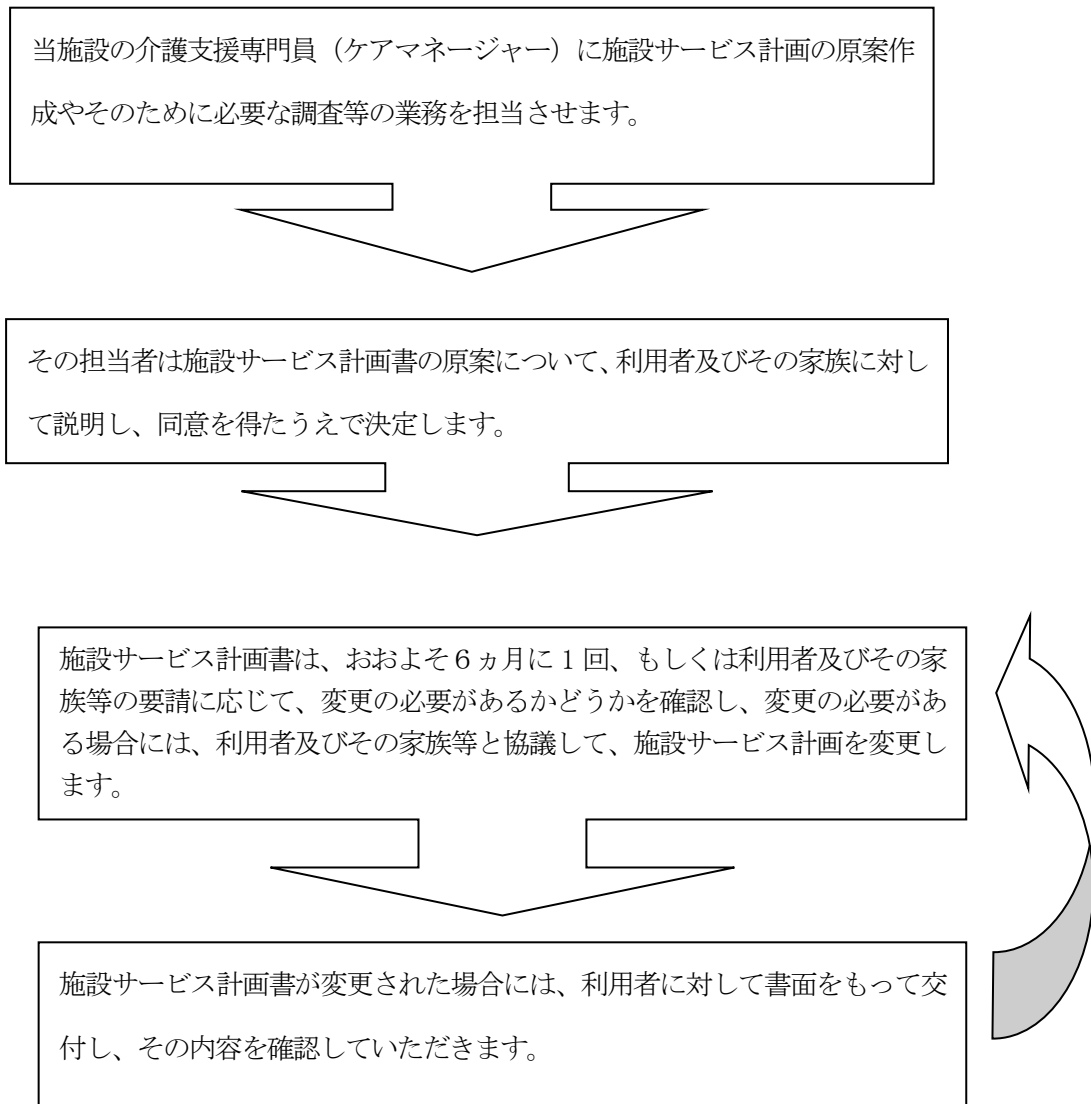 当施設の介護支援専門員（ケアマネージャー）に施設サービス計画の原案作
成やそのために必要な調査等の業務を担当させます。
その担当者は施設サービス計画書の原案について、利用者及びその家族に対し
て説明し、同意を得たうえで決定します。
施設サービス計画書は、おおよそ６ヵ月に１回、もしくは利用者及びその家
族等の要請に応じて、変更の必要があるかどうかを確認し、変更の必要があ
る場合には、利用者及びその家族等と協議して、施設サービス計画を変更し
ます。
施設サービス計画書が変更された場合には、利用者に対して書面をもって交
付し、その内容を確認していただきます。